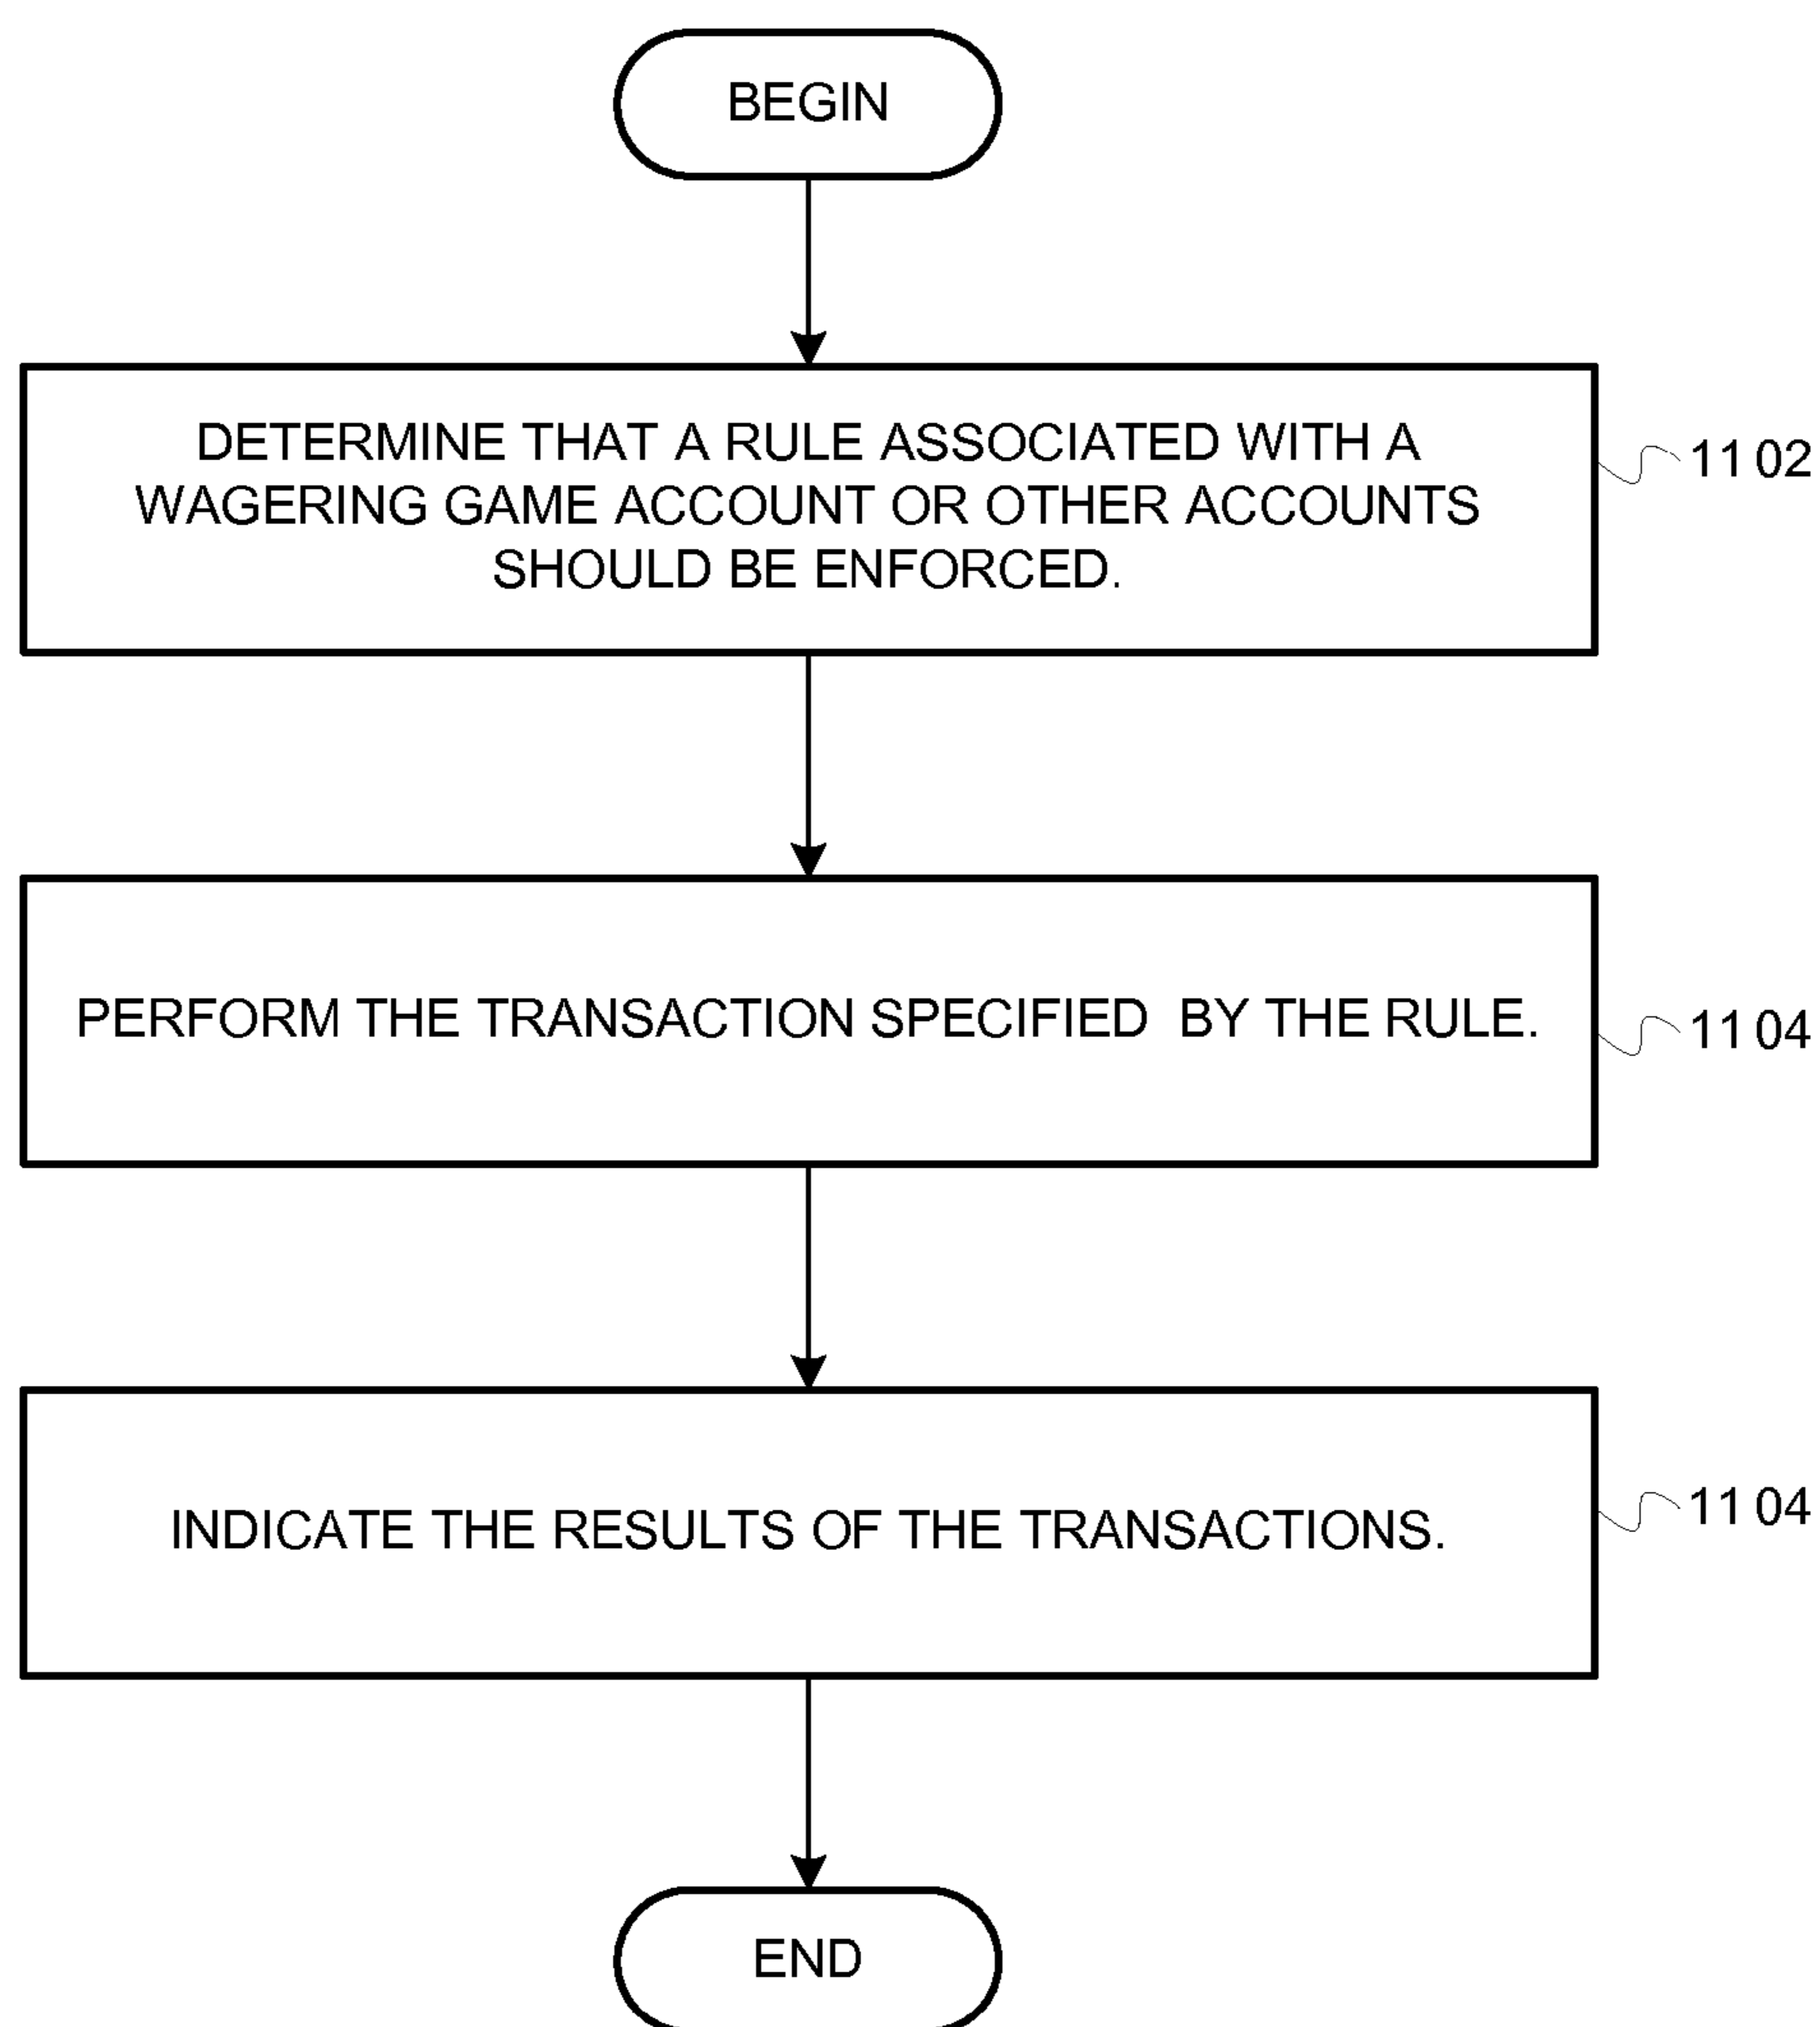 BEGIN
DETERMINE THAT A RULE ASSOCIATED WITH A
WAGERING GAME ACCOUNT OR OTHER ACCOUNTS
SHOULD BE ENFORCED.
1102
PERFORM THE TRANSACTION SPECIFIED BY THE RULE.
1104
INDICATE THE RESULTS OF THE TRANSACTIONS.
1104
END